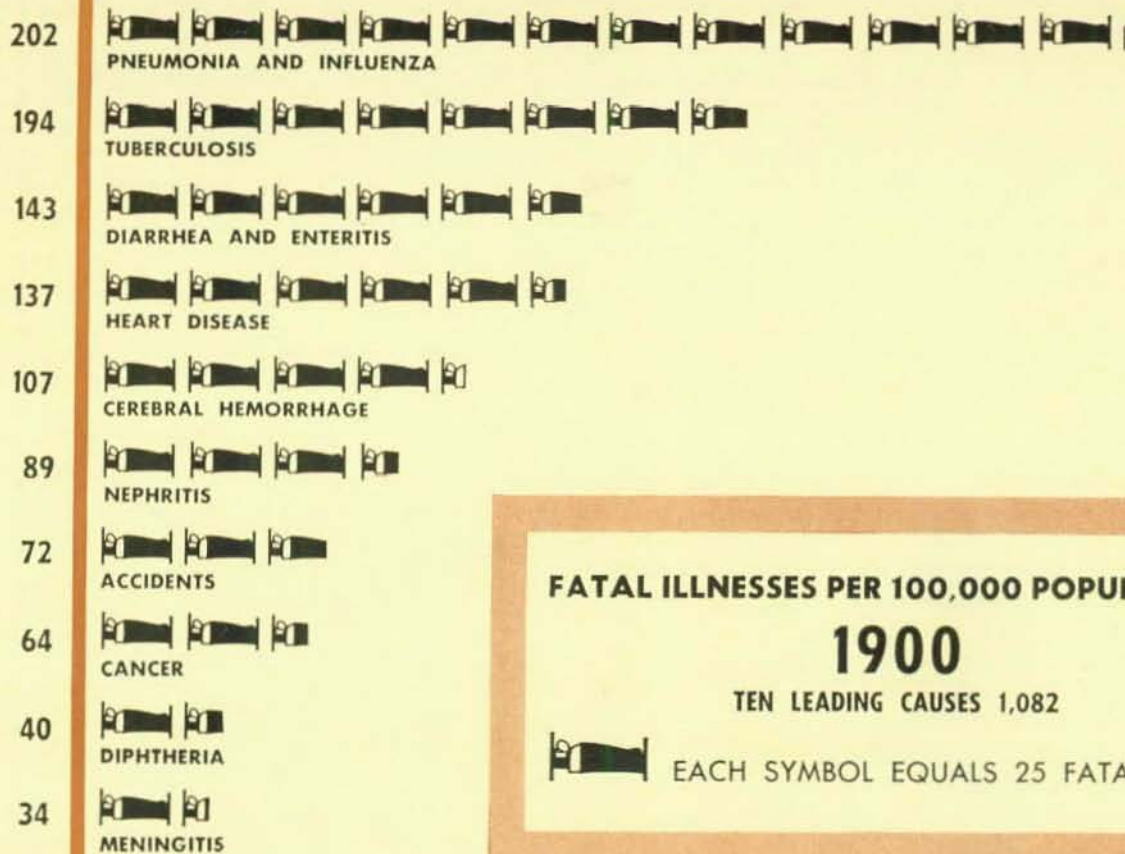 202
PNEUMONIA AND INFLUENZA
194
TUBERCULOSIS
143
DIARRHEA AND ENTERITIS
137
HEART DISEASE
107
CEREBRAL HEMORRHAGE
89
NEPHRITIS
72
ACCIDENTS
64
CANCER
40
DIPHTHERIA
34
MENINGITIS
FATAL ILLNESSES PER 100,000
1900
TEN LEADING CAUSES 1,082
EACH SYMBOL EQUALS 25